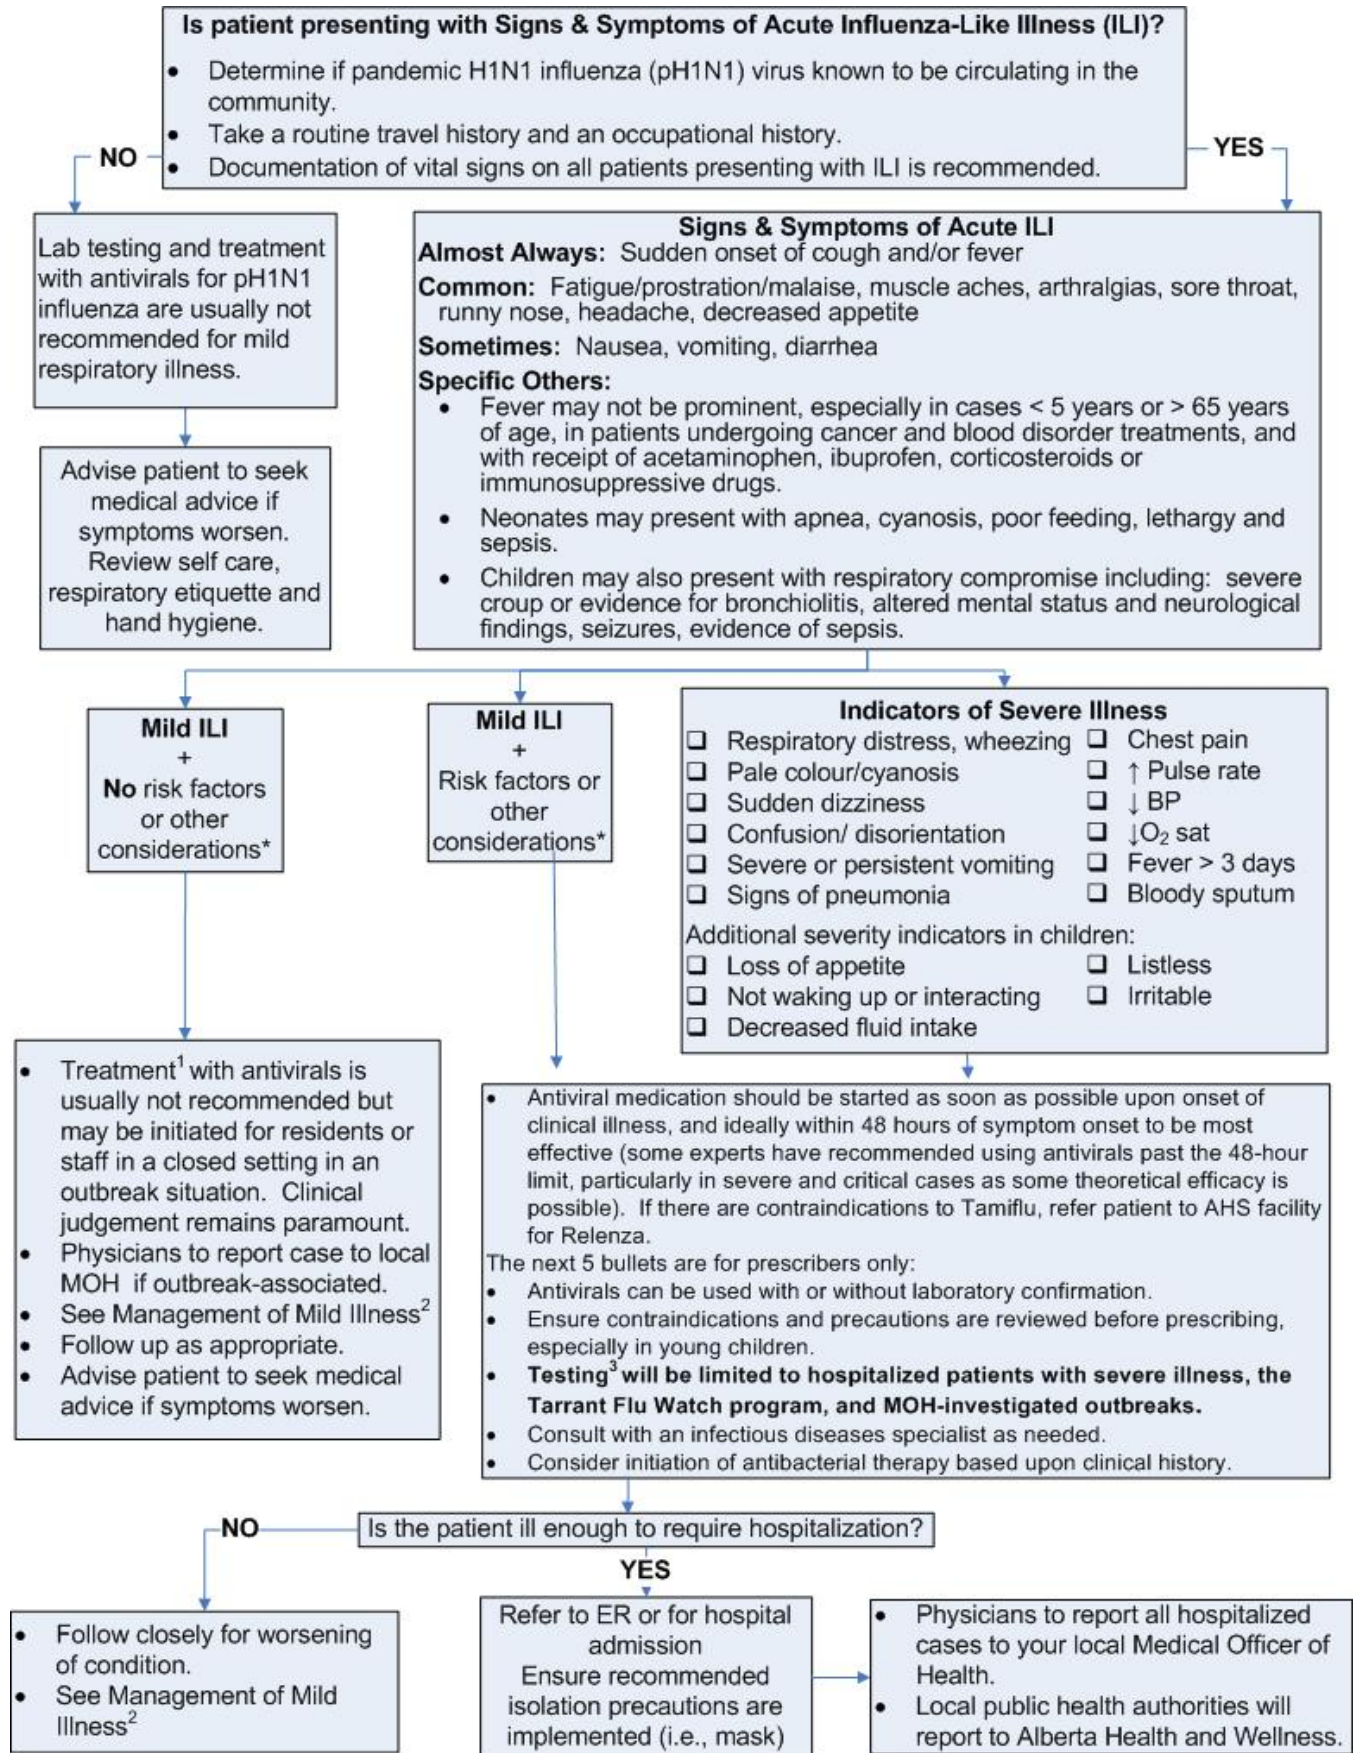 Is patient presenting with Signs & Symptoms of Acute Influenza-Like Illness (ILI)?
• Determine if pandemic H1N1 influenza (pH1N1) virus known to be circulating in the
community.
• Take a routine travel history and an occupational history.
• Documentation of vital signs on all patients presenting with ILI is recommended.
NO
YES
Lab testing and treatment
with antivirals for pH1N1
influenza are usually not
recommended for mild
respiratory illness.
Advise patient to seek
medical advice if
symptoms worsen.
Review self care,
respiratory etiquette and
hand hygiene.
Signs & Symptoms of Acute ILI
Almost Always: Sudden onset of cough and/or fever
Common: Fatigue/prostration/malaise, muscle aches, arthralgias, sore throat,
runny nose, headache, decreased appetite
Sometimes: Nausea, vomiting, diarrhea
Specific Others:
• Fever may not be prominent, especially in cases < 5 years or > 65 years
of age, in patients undergoing cancer and blood disorder treatments, and
with receipt of acetaminophen, ibuprofen, corticosteroids or
immunosuppressive drugs.
• Neonates may present with apnea, cyanosis, poor feeding, lethargy and
sepsis.
• Children may also present with respiratory compromise including: severe
croup or evidence for bronchiolitis, altered mental status and neurological
findings, seizures, evidence of sepsis.
Mild ILI
+
No risk factors
or other
considerations*
Mild ILI
+
Risk factors or
other
considerations*
Indicators of Severe Illness
❑ Respiratory distress, wheezing ❑ Chest pain
❑ Pale colour/cyanosis ❑ ↑ Pulse rate
❑ Sudden dizziness ❑ ↓ BP
❑ Confusion/ disorientation ❑ ↓O₂ sat
❑ Severe or persistent vomiting ❑ Fever > 3 days
❑ Signs of pneumonia ❑ Bloody sputum
Additional severity indicators in children:
❑ Loss of appetite ❑ Listless
❑ Not waking up or interacting ❑ Irritable
❑ Decreased fluid intake
• Treatment¹ with antivirals is
usually not recommended but
may be initiated for residents or
staff in a closed setting in an
outbreak situation. Clinical
judgement remains paramount.
• Physicians to report case to local
MOH if outbreak-associated.
• See Management of Mild Illness²
• Follow up as appropriate.
• Advise patient to seek medical
advice if symptoms worsen.
• Antiviral medication should be started as soon as possible upon onset of
clinical illness, and ideally within 48 hours of symptom onset to be most
effective (some experts have recommended using antivirals past the 48-hour
limit, particularly in severe and critical cases as some theoretical efficacy is
possible). If there are contraindications to Tamiflu, refer patient to AHS facility
for Relenza.
The next 5 bullets are for prescribers only:
• Antivirals can be used with or without laboratory confirmation.
• Ensure contraindications and precautions are reviewed before prescribing,
especially in young children.
• Testing³ will be limited to hospitalized patients with severe illness, the
Tarrant Flu Watch program, and MOH-investigated outbreaks.
• Consult with an infectious diseases specialist as needed.
• Consider initiation of antibacterial therapy based upon clinical history.
Is the patient ill enough to require hospitalization?
NO
YES
• Follow closely for worsening
of condition.
• See Management of Mild
Illness²
Refer to ER or for hospital
admission
Ensure recommended
isolation precautions are
implemented (i.e., mask)
• Physicians to report all hospitalized
cases to your local Medical Officer of
Health.
• Local public health authorities will
report to Alberta Health and Wellness.